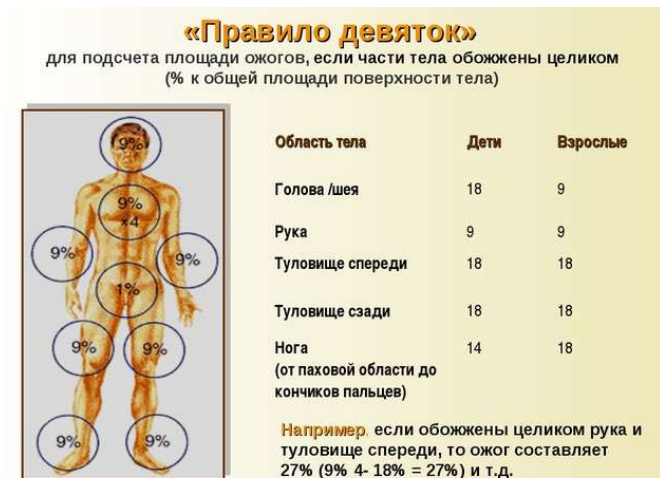 «Правило девяток»
для подсчета площади ожогов, если части тела обожжены целиком
(% к общей площади поверхности тела)
9%
9%
×4
9%
9%
1%
9%
9%
9%
9%
Область тела Дети Взрослые
Голова /шея 18 9
Рука 9 9
Туловище спереди 18 18
Туловище сзади 18 18
Нога 14 18
(от паховой области до
кончиков пальцев)
Например, если обожжены целиком рука и
туловище спереди, то ожог составляет
27% (9% 4- 18% = 27%) и т.д.